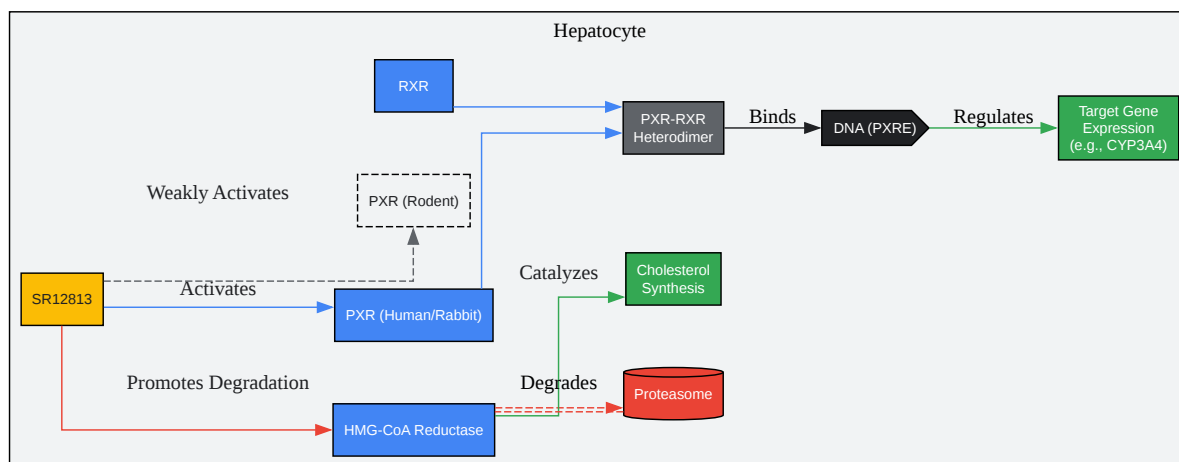 Hepatocyte
RXR
PXR-RXR
Heterodimer
Binds
DNA (PXRE)
Regulates
Target Gene
Expression
(e.g., CYP3A4)
Weakly Activates
PXR (Rodent)
SR12813
Activates
PXR (Human/Rabbit)
Catalyzes
Cholesterol
Synthesis
Promotes Degradation
HMG-CoA Reductase
Degrades
Proteasome